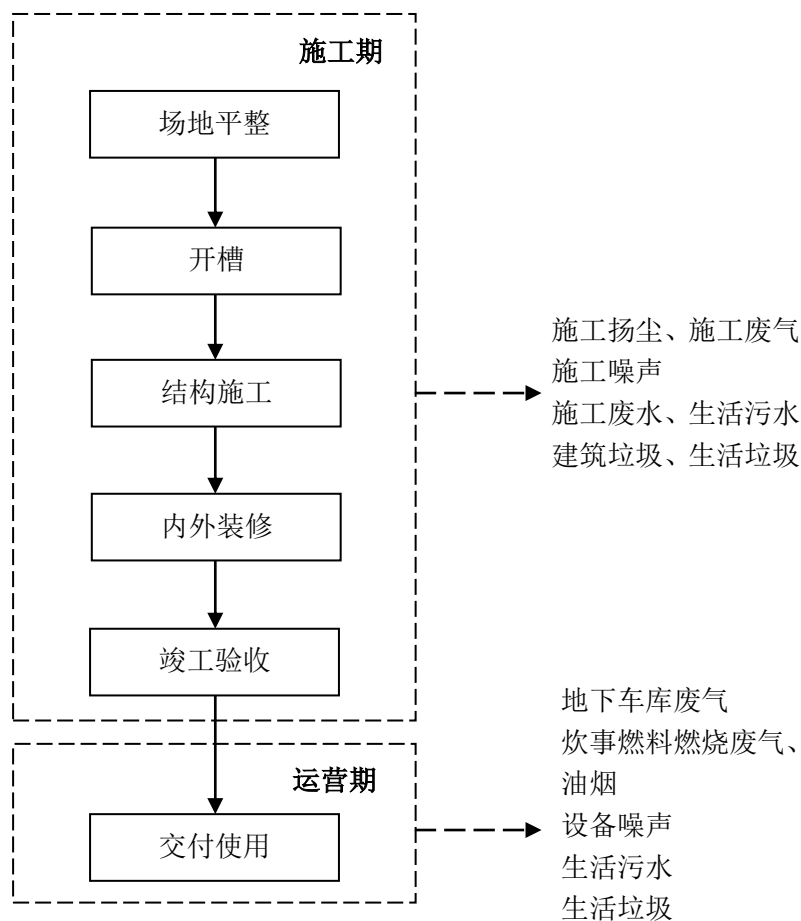 施工期
场地平整
开槽
结构施工
内外装修
竣工验收
施工扬尘、施工废气
施工噪声
施工废水、生活污水
建筑垃圾、生活垃圾
运营期
交付使用
地下车库废气
炊事燃料燃烧废气、
油烟
设备噪声
生活污水
生活垃圾